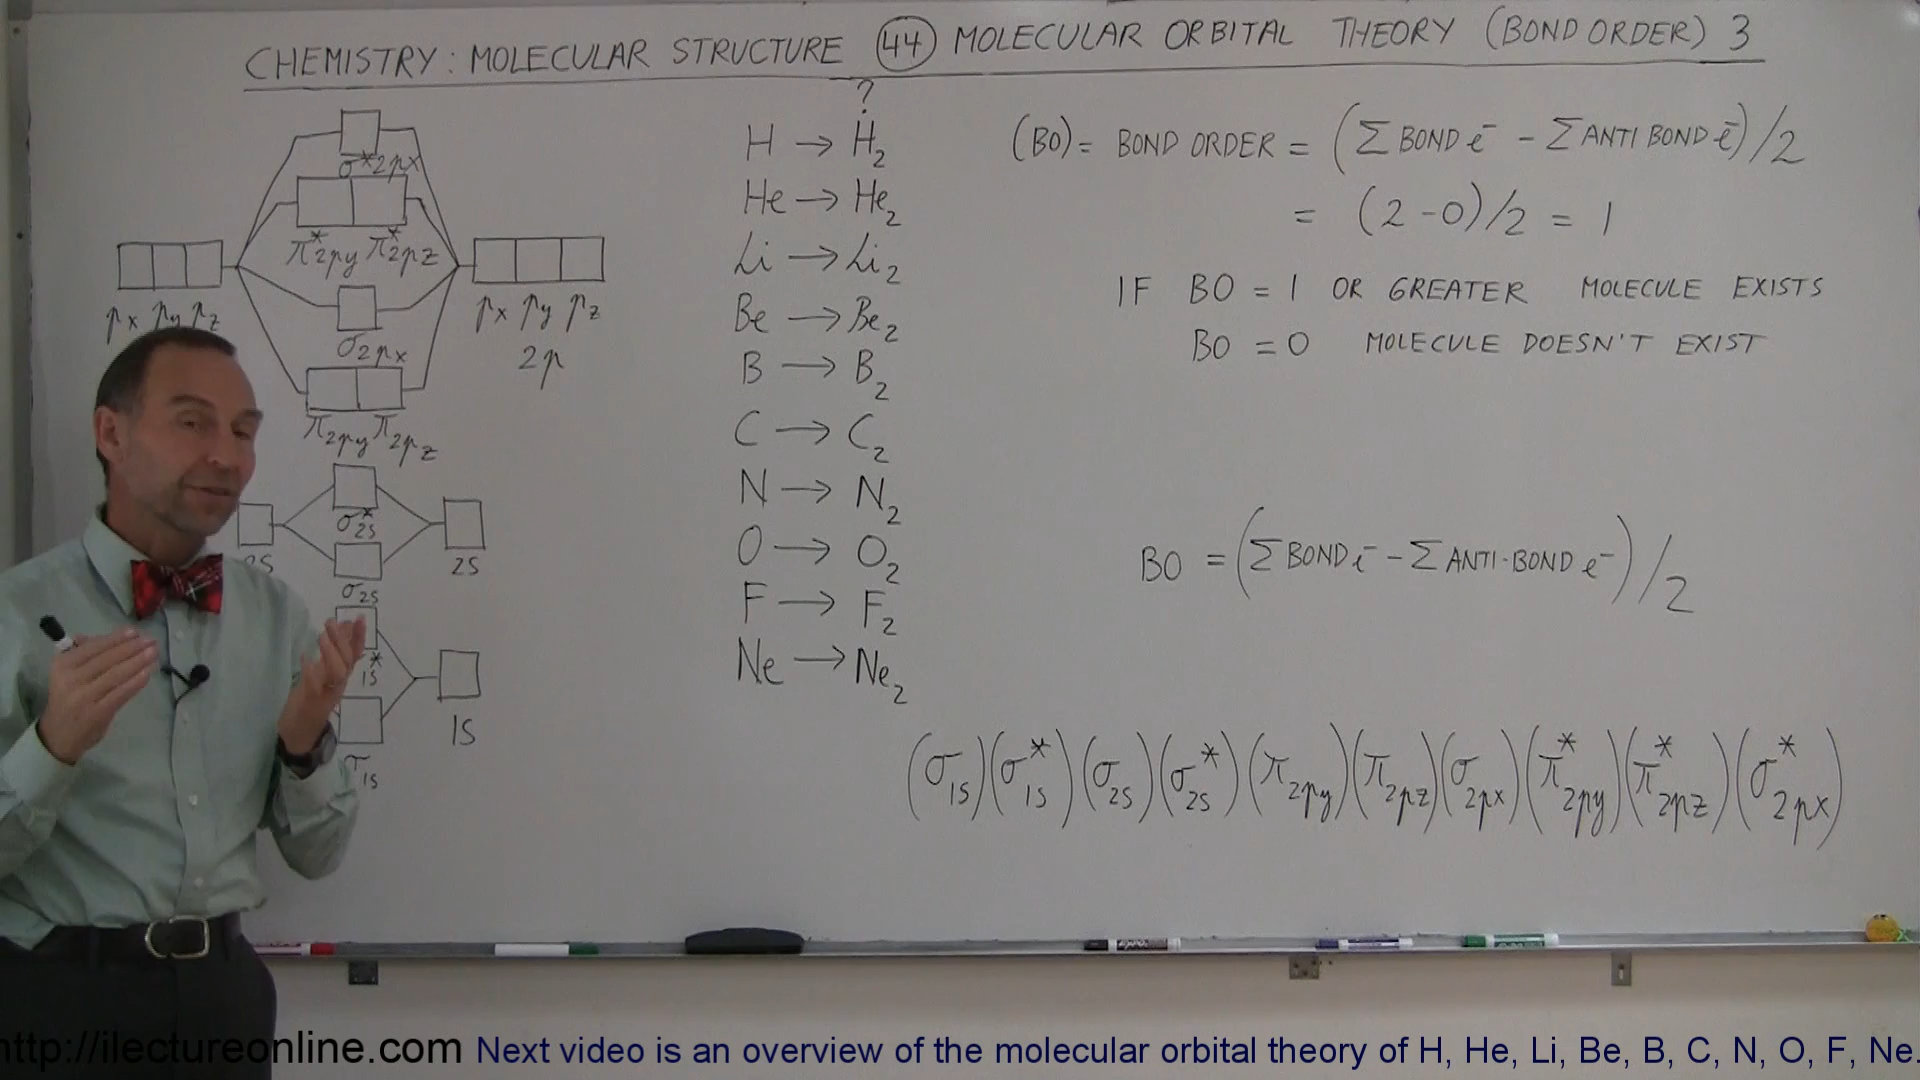 CHEMISTRY: MOLECULAR STRUCTURE 44 MOLECULAR ORBITAL THEORY (BOND ORDER) 3
σ*2px
π*2py π*2pz
px py pz
σ2px
px py pz
2p
π2py π2pz
σ*2s
2s
2s
σ2s
*1s
1s
σ1s
?
H → H2
He → He2
Li → Li2
Be → Be2
B → B2
C → C2
N → N2
O → O2
F → F2
Ne → Ne2
(BO) = BOND ORDER = (Σ BOND e⁻ - Σ ANTI BOND e⁻)/2
= (2-0)/2 = 1
IF BO = 1 OR GREATER MOLECULE EXISTS
BO = 0 MOLECULE DOESN'T EXIST
BO = (Σ BOND e⁻ - Σ ANTI-BOND e⁻)/2
(σ1s)(σ*1s)(σ2s)(σ*2s)(π2py)(π2pz)(σ2px)(π*2py)(π*2pz)(σ*2px)
http://ilectureonline.com Next video is an overview of the molecular orbital theory of H, He, Li, Be, B, C, N, O, F, Ne.